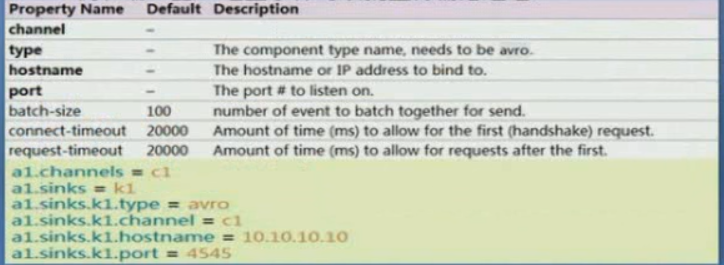 Property Name Default Description
channel –
type – The component type name, needs to be avro.
hostname – The hostname or IP address to bind to.
port – The port # to listen on.
batch-size 100 number of event to batch together for send.
connect-timeout 20000 Amount of time (ms) to allow for the first (handshake) request.
request-timeout 20000 Amount of time (ms) to allow for requests after the first.
a1.channels = c1
a1.sinks = k1
a1.sinks.k1.type = avro
a1.sinks.k1.channel = c1
a1.sinks.k1.hostname = 10.10.10.10
a1.sinks.k1.port = 4545